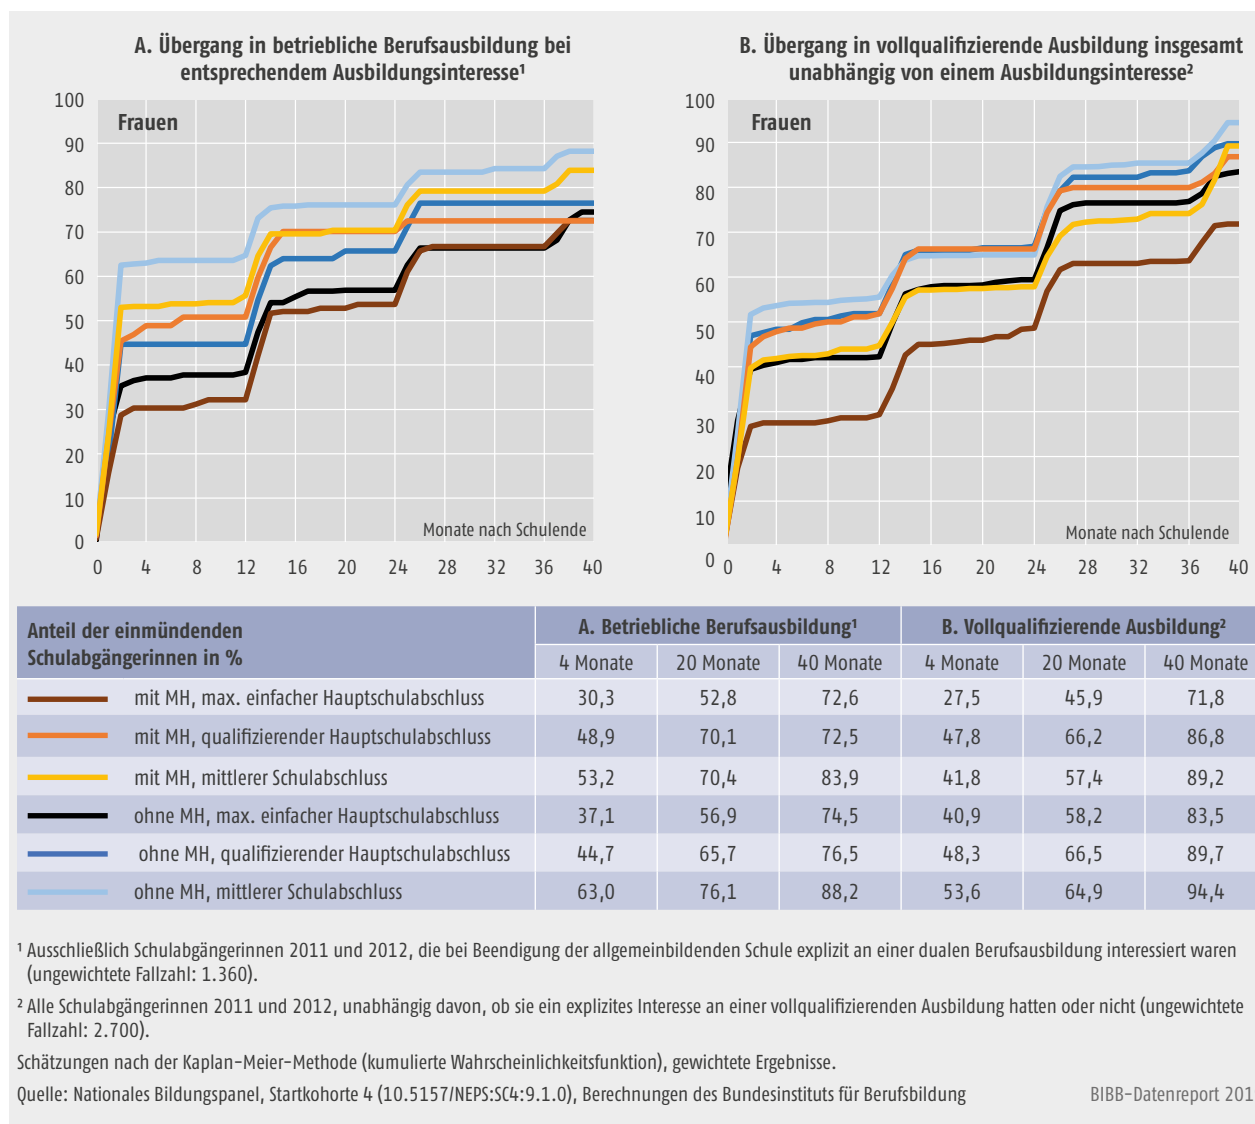 A. Übergang in betriebliche Berufsausbildung bei
entsprechendem Ausbildungsinteresse¹
100
90
80
70
60
50
40
30
20
10
0
Frauen
Monate nach Schulende
0 4 8 12 16 20 24 28 32 36 40
B. Übergang in vollqualifizierende Ausbildung insgesamt
unabhängig von einem Ausbildungsinteresse²
100
90
80
70
60
50
40
30
20
10
0
Frauen
Monate nach Schulende
0 4 8 12 16 20 24 28 32 36 40
Anteil der einmündenden
Schulabgängerinnen in %
A. Betriebliche Berufsausbildung¹ B. Vollqualifizierende Ausbildung²
4 Monate 20 Monate 40 Monate 4 Monate 20 Monate 40 Monate
mit MH, max. einfacher Hauptschulabschluss 30,3 52,8 72,6 27,5 45,9 71,8
mit MH, qualifizierender Hauptschulabschluss 48,9 70,1 72,5 47,8 66,2 86,8
mit MH, mittlerer Schulabschluss 53,2 70,4 83,9 41,8 57,4 89,2
ohne MH, max. einfacher Hauptschulabschluss 37,1 56,9 74,5 40,9 58,2 83,5
ohne MH, qualifizierender Hauptschulabschluss 44,7 65,7 76,5 48,3 66,5 89,7
ohne MH, mittlerer Schulabschluss 63,0 76,1 88,2 53,6 64,9 94,4
¹ Ausschließlich Schulabgängerinnen 2011 und 2012, die bei Beendigung der allgemeinbildenden Schule explizit an einer dualen Berufsausbildung interessiert waren
(ungewichtete Fallzahl: 1.360).
² Alle Schulabgängerinnen 2011 und 2012, unabhängig davon, ob sie ein explizites Interesse an einer vollqualifizierenden Ausbildung hatten oder nicht (ungewichtete
Fallzahl: 2.700).
Schätzungen nach der Kaplan-Meier-Methode (kumulierte Wahrscheinlichkeitsfunktion), gewichtete Ergebnisse.
Quelle: Nationales Bildungspanel, Startkohorte 4 (10.5157/NEPS:SC4:9.1.0), Berechnungen des Bundesinstituts für Berufsbildung
BIBB-Datenreport 201